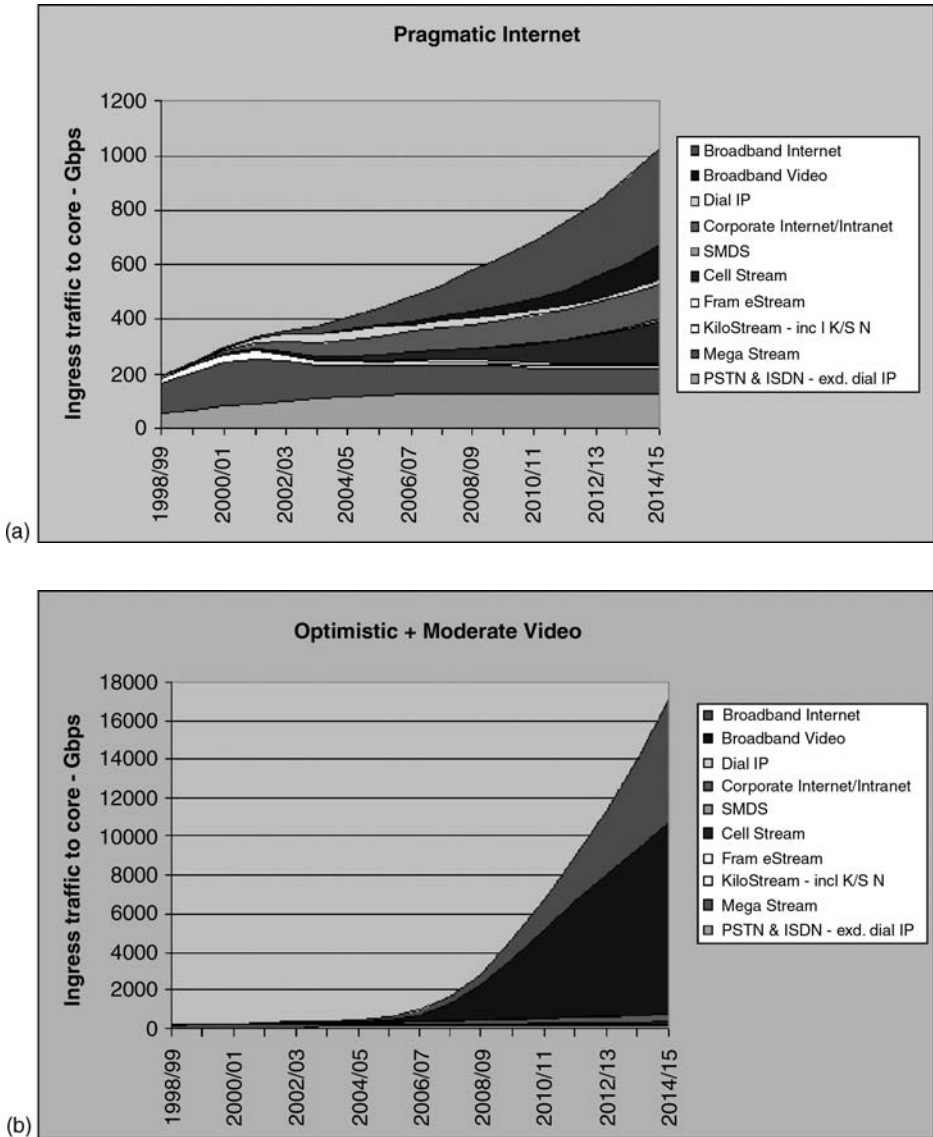 Pragmatic Internet
Ingress traffic to core - Gbps
1200
1000
800
600
400
200
0
1998/99
2000/01
2002/03
2004/05
2006/07
2008/09
2010/11
2012/13
2014/15
Broadband Internet
Broadband Video
Dial IP
Corporate Internet/Intranet
SMDS
Cell Stream
Fram eStream
KiloStream - inc l K/S N
Mega Stream
PSTN & ISDN - exd. dial IP
(a)
Optimistic + Moderate Video
Ingress traffic to core - Gbps
18000
16000
14000
12000
10000
8000
6000
4000
2000
0
1998/99
2000/01
2002/03
2004/05
2006/07
2008/09
2010/11
2012/13
2014/15
Broadband Internet
Broadband Video
Dial IP
Corporate Internet/Intranet
SMDS
Cell Stream
Fram eStream
KiloStream - incl K/S N
Mega Stream
PSTN & ISDN - exd. dial IP
(b)